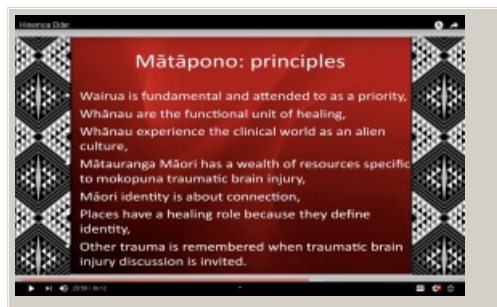 Hinemoa Elder
Mātāpono: principles
Wairua is fundamental and attended to as a priority,
Whānau are the functional unit of healing,
Whānau experience the clinical world as an alien
culture,
Mātauranga Māori has a wealth of resources specific
to mokopuna traumatic brain injury,
Māori identity is about connection,
Places have a healing role because they define
identity,
Other trauma is remembered when traumatic brain
injury discussion is invited.